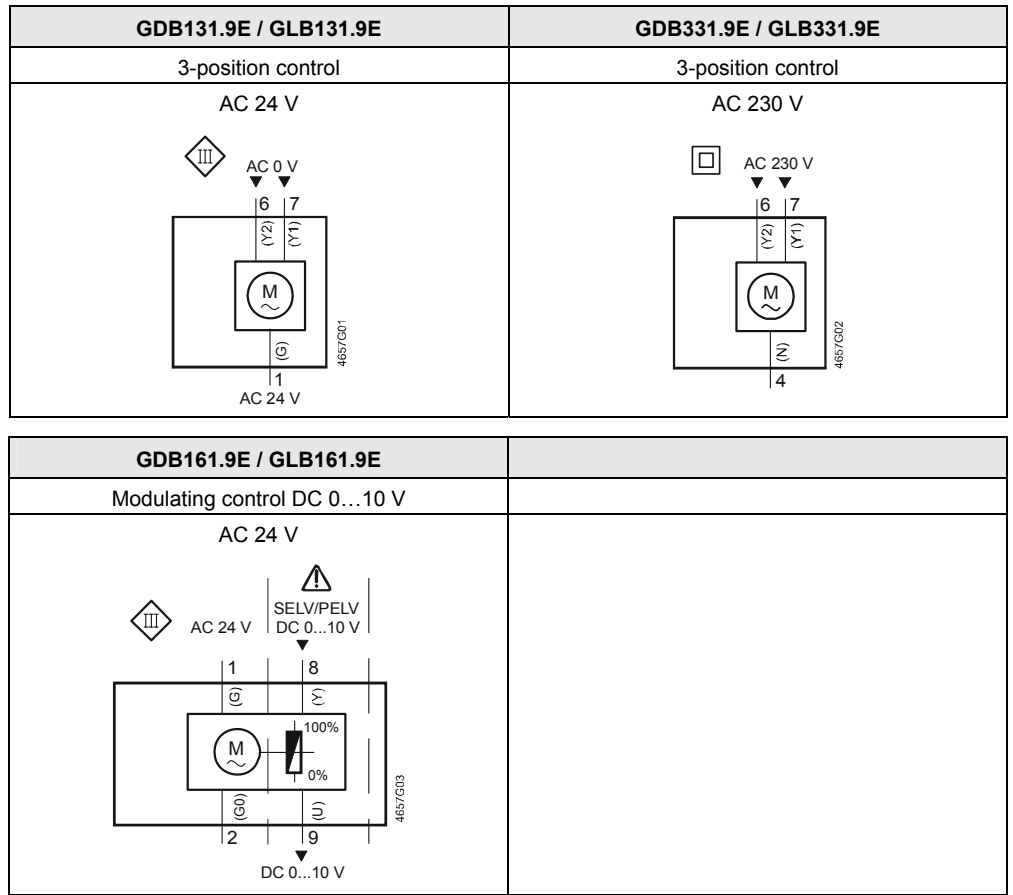 GDB131.9E / GLB131.9E
GDB331.9E / GLB331.9E
3-position control
3-position control
AC 24 V
AC 230 V
III
AC 0 V
6 7
(Y2) (Y1)
M
(G)
1
AC 24 V
4657G01
AC 230 V
6 7
(Y2) (Y1)
M
(N)
4
4657G02
GDB161.9E / GLB161.9E
Modulating control DC 0…10 V
AC 24 V
III
AC 24 V
SELV/PELV
DC 0...10 V
1 8
(G) (Y)
M
100%
0%
(G0) (U)
2 9
DC 0...10 V
4657G03